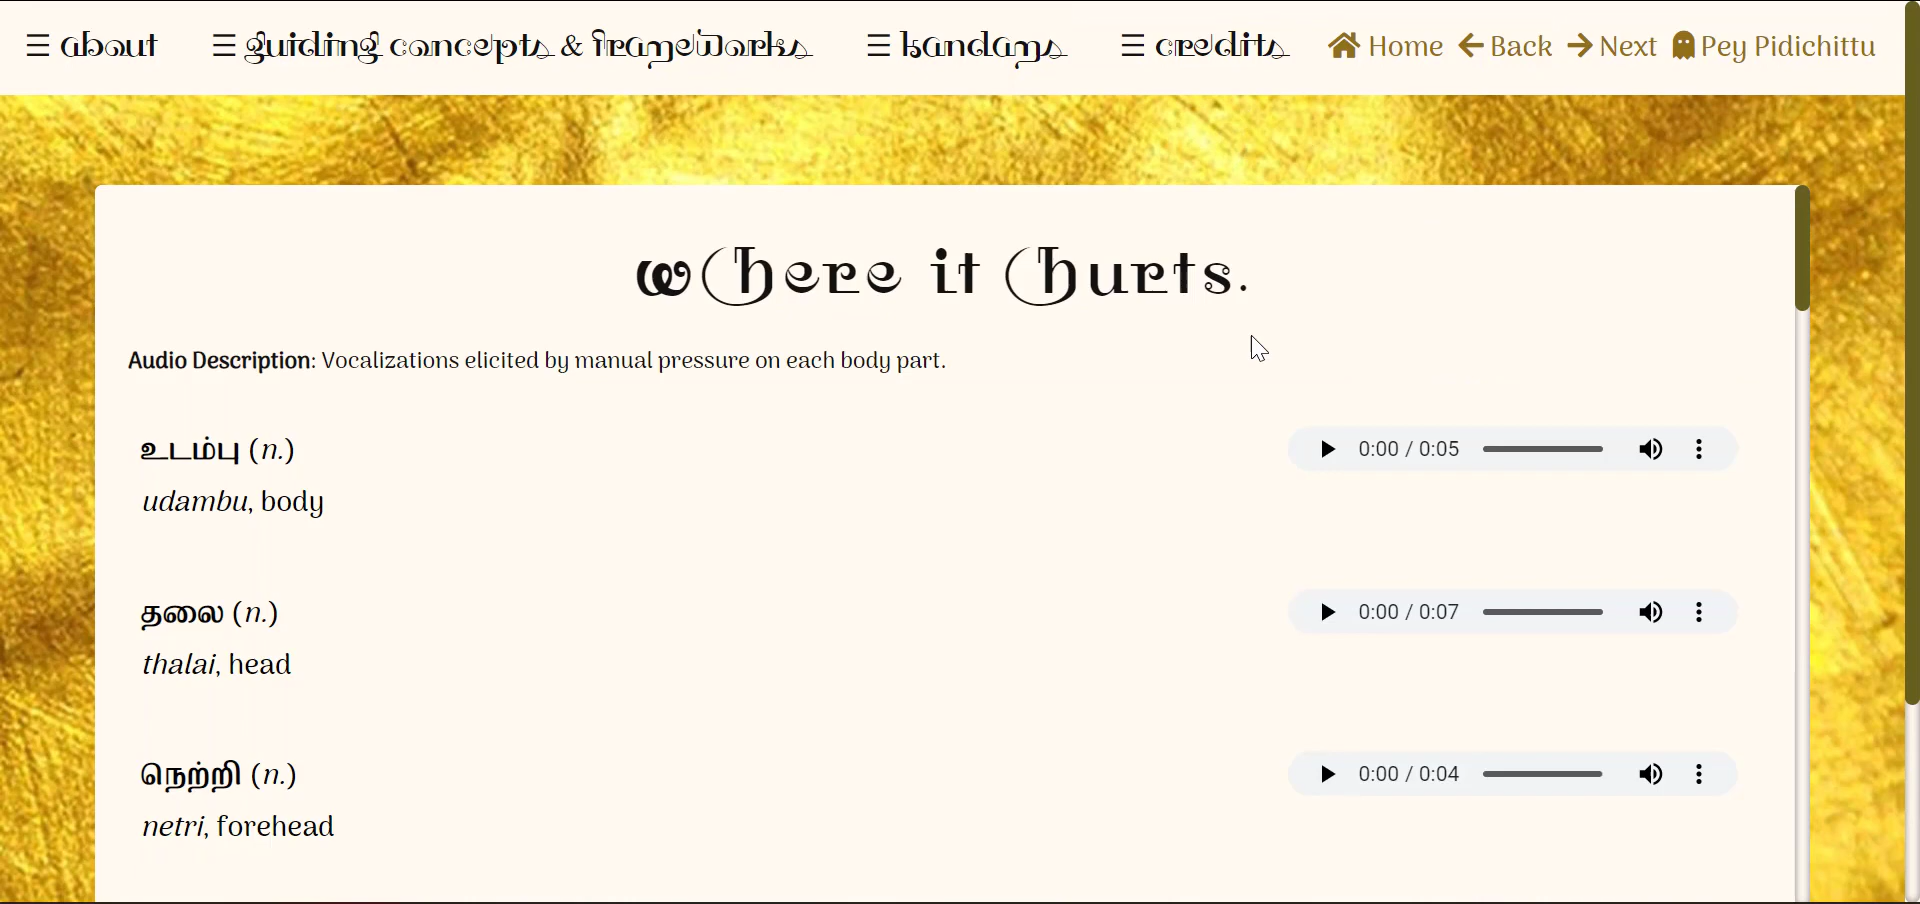 ☰ about ☰ guiding concepts & frameworks ☰ kandams ☰ credits Home Back Next Pey Pidichittu
where it hurts.
Audio Description: Vocalizations elicited by manual pressure on each body part.
உடம்பு (n.)
0:00 / 0:05
udambu, body
தலை (n.)
0:00 / 0:07
thalai, head
நெற்றி (n.)
0:00 / 0:04
netri, forehead